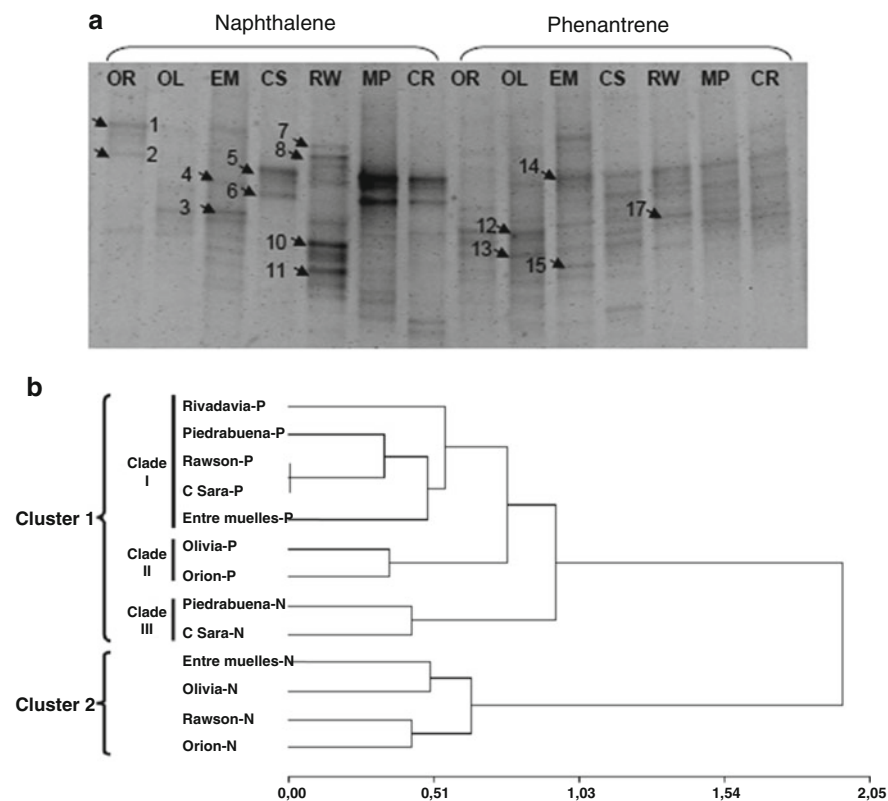 a
Naphthalene Phenantrene
OR OL EM CS RW MP CR OR OL EM CS RW MP CR
1
2
3
4
5
6
7
8
10
11
12
13
14
15
17
b
Cluster 1
Clade
I
Rivadavia-P
Piedrabuena-P
Rawson-P
C Sara-P
Entre muelles-P
Clade
II
Olivia-P
Orion-P
Clade
III
Piedrabuena-N
C Sara-N
Cluster 2
Entre muelles-N
Olivia-N
Rawson-N
Orion-N
0,00 0,51 1,03 1,54 2,05